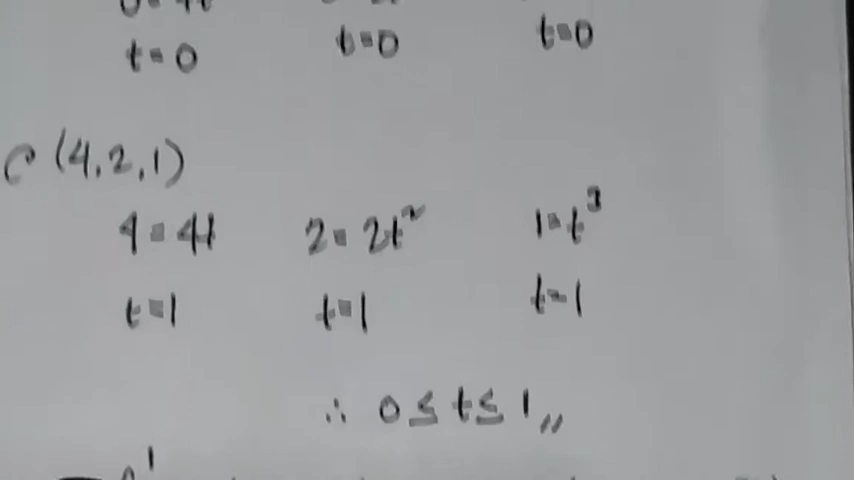 t=0 t=0 t=0
(4,2,1)
4=4t 2=2t² 1=t³
t=1 t=1 t=1
∴ 0≤t≤1,,